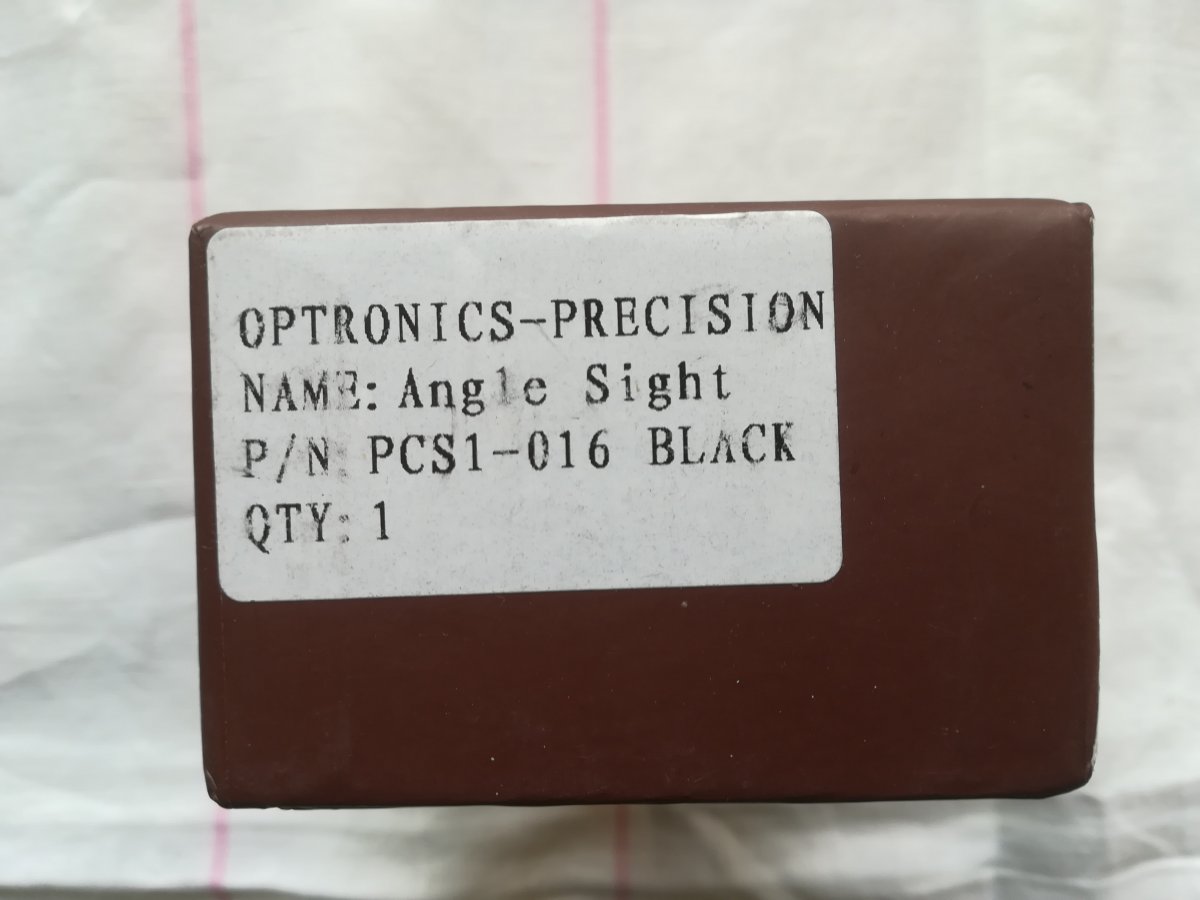 OPTRONICS-PRECISION
NAME: Angle Sight
P/N: PCS1-016 BLACK
QTY: 1